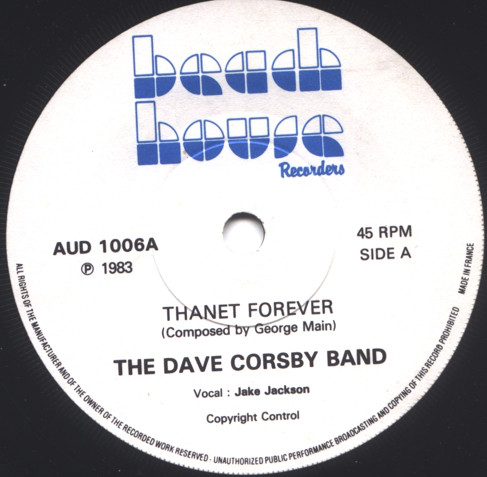 beach
house
Recorders
AUD 1006A
℗ 1983
45 RPM
SIDE A
THANET FOREVER
(Composed by George Main)
THE DAVE CORSBY BAND
Vocal : Jake Jackson
Copyright Control
ALL RIGHTS OF THE MANUFACTURER AND OF THE OWNER OF THE RECORDED WORK RESERVED - UNAUTHORIZED PUBLIC PERFORMANCE BROADCASTING AND COPYING OF THIS RECORD PROHIBITED MADE IN FRANCE